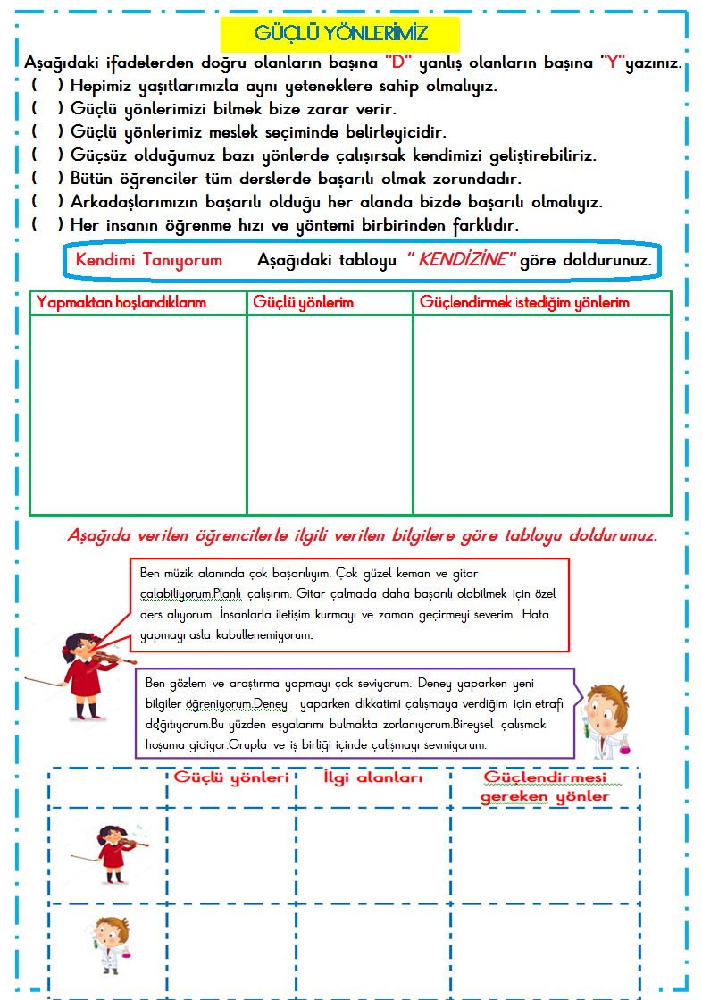 GÜÇLÜ YÖNLERİMİZ
Aşağıdaki ifadelerden doğru olanların başına "D" yanlış olanların başına "Y"yazınız.
( ) Hepimiz yaşıtlarımızla aynı yeteneklere sahip olmalıyız.
( ) Güçlü yönlerimizi bilmek bize zarar verir.
( ) Güçlü yönlerimiz meslek seçiminde belirleyicidir.
( ) Güçsüz olduğumuz bazı yönlerde çalışırsak kendimizi geliştirebiliriz.
( ) Bütün öğrenciler tüm derslerde başarılı olmak zorundadır.
( ) Arkadaşlarımızın başarılı olduğu her alanda bizde başarılı olmalıyız.
( ) Her insanın öğrenme hızı ve yöntemi birbirinden farklıdır.
Kendimi Tanıyorum Aşağıdaki tabloyu "KENDİZİNE" göre doldurunuz.
Yapmaktan hoşlandıklarım Güçlü yönlerim Güçlendirmek istediğim yönlerim
Aşağıda verilen öğrencilerle ilgili verilen bilgilere göre tabloyu doldurunuz.
Ben müzik alanında çok başarılıyım. Çok güzel keman ve gitar
çalabiliyorum.Planlı çalışırım. Gitar çalmada daha başarılı olabilmek için özel
ders alıyorum. İnsanlarla iletişim kurmayı ve zaman geçirmeyi severim. Hata
yapmayı asla kabullenemiyorum.
Ben gözlem ve araştırma yapmayı çok seviyorum. Deney yaparken yeni
bilgiler öğreniyorum.Deney yaparken dikkatimi çalışmaya verdiğim için etrafı
dağıtıyorum.Bu yüzden eşyalarımı bulmakta zorlanıyorum.Bireysel çalışmak
hoşuma gidiyor.Grupla ve iş birliği içinde çalışmayı sevmiyorum.
Güçlü yönleri İlgi alanları Güçlendirmesi
gereken yönler